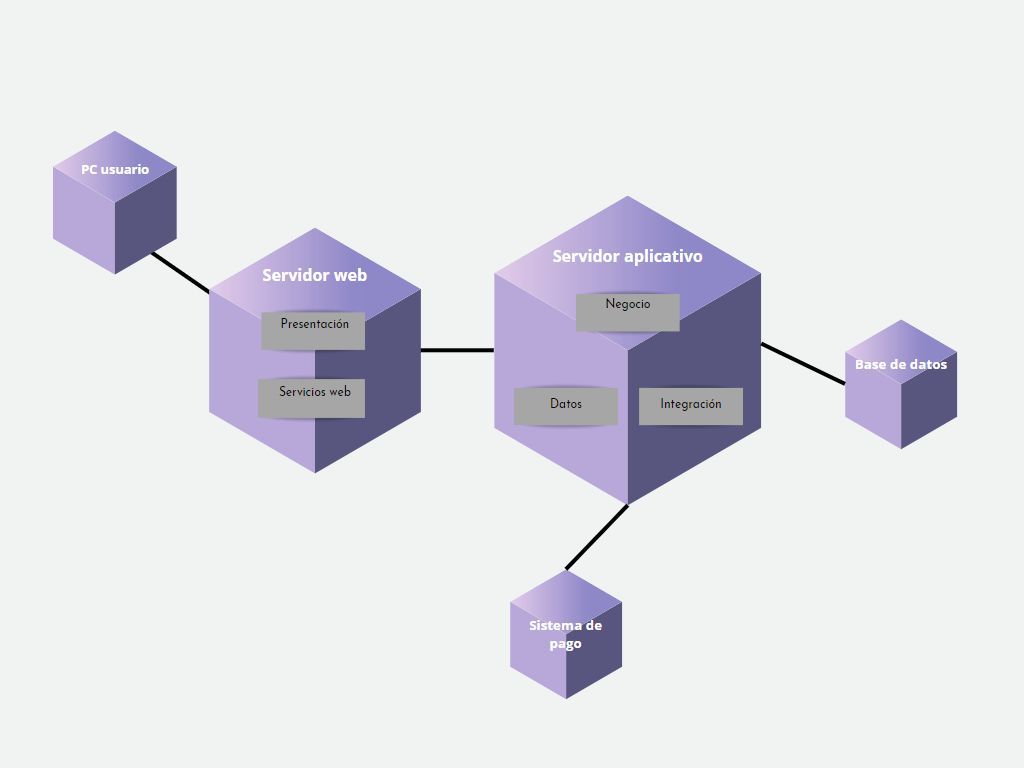 PC usuario
Servidor web
Presentación
Servicios web
Servidor aplicativo
Negocio
Datos
Integración
Base de datos
Sistema de
pago